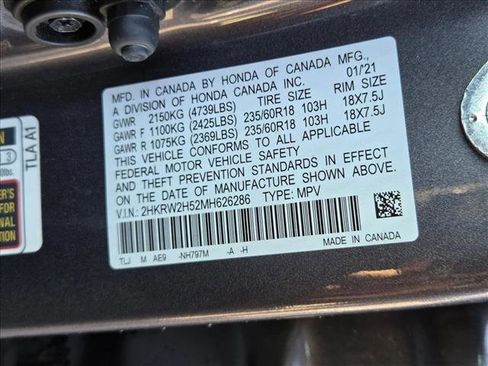 MFD. IN CANADA BY HONDA OF CANADA MFG.,
A DIVISION OF HONDA CANADA INC. 01/21
GVWR 2150KG (4739LBS) TIRE SIZE RIM SIZE
GAWR F 1100KG (2425LBS) 235/60R18 103H 18X7.5J
GAWR R 1075KG (2369LBS) 235/60R18 103H 18X7.5J
THIS VEHICLE CONFORMS TO ALL APPLICABLE
FEDERAL MOTOR VEHICLE SAFETY
AND THEFT PREVENTION STANDARDS IN
EFFECT ON THE DATE OF MANUFACTURE SHOWN ABOVE.
V.I.N.: 2HKRW2H52MH626286 TYPE: MPV
TLJ M AE9 -NH797M -A -H
MADE IN CANADA
TLA A1
3